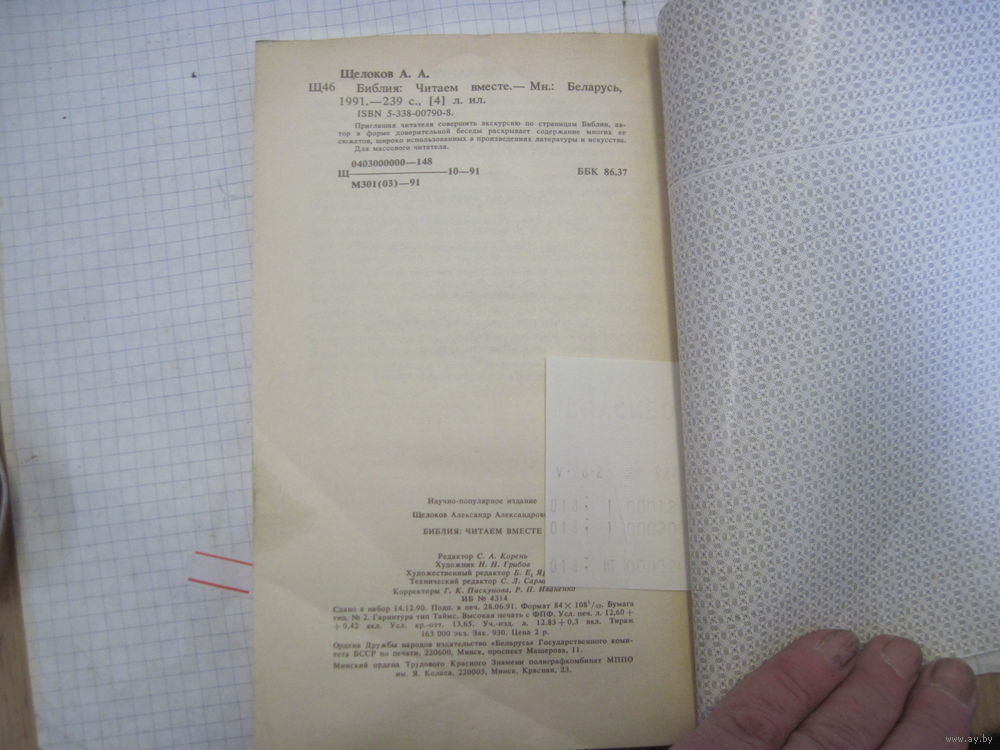 Щелоков А. А.
Щ46 Библия: Читаем вместе.— Мн.: Беларусь,
1991.—239 с., [4] л. ил.
ISBN 5-338-00790-8.
Приглашая читателя совершить экскурсию по страницам Библии, ав-
тор в форме доверительной беседы раскрывает содержание многих ее
сюжетов, широко использованных в произведениях литературы и искусства.
Для массового читателя.
0403000000—148
Щ 10—91 ББК 86.37
М301(03)—91
Научно-популярное издание
Щелоков Александр Александрови
БИБЛИЯ: ЧИТАЕМ ВМЕСТЕ
Редактор С. А. Корень
Художник Н. Н. Грибов
Художественный редактор Б. Е.
Технический редактор С. Л.
Корректоры Г. К. Пискунова, Р. П. Иваненко
ИБ № 4314
Сдано в набор 14.12.90. Подп. в печ. 28.06.91. Формат 84 × 108¹/₃₂. Бумага
тип. № 2. Гарнитура тип Таймс. Высокая печать с ФПФ. Усл. печ. л. 12,60 +
+ 0,42 вкл. Усл. кр.-отт. 13,65. Уч.-изд. л. 12.83 + 0,3 вкл. Тираж
163 000 экз. Зак. 930. Цена 2 р.
Ордена Дружбы народов издательство «Беларусь» Государственного коми-
тета БССР по печати. 220600, Минск, проспект Машерова, 11.
Минский ордена Трудового Красного Знамени полиграфкомбинат МППО
им. Я. Коласа. 220005, Минск, Красная, 23.
www.ay.by